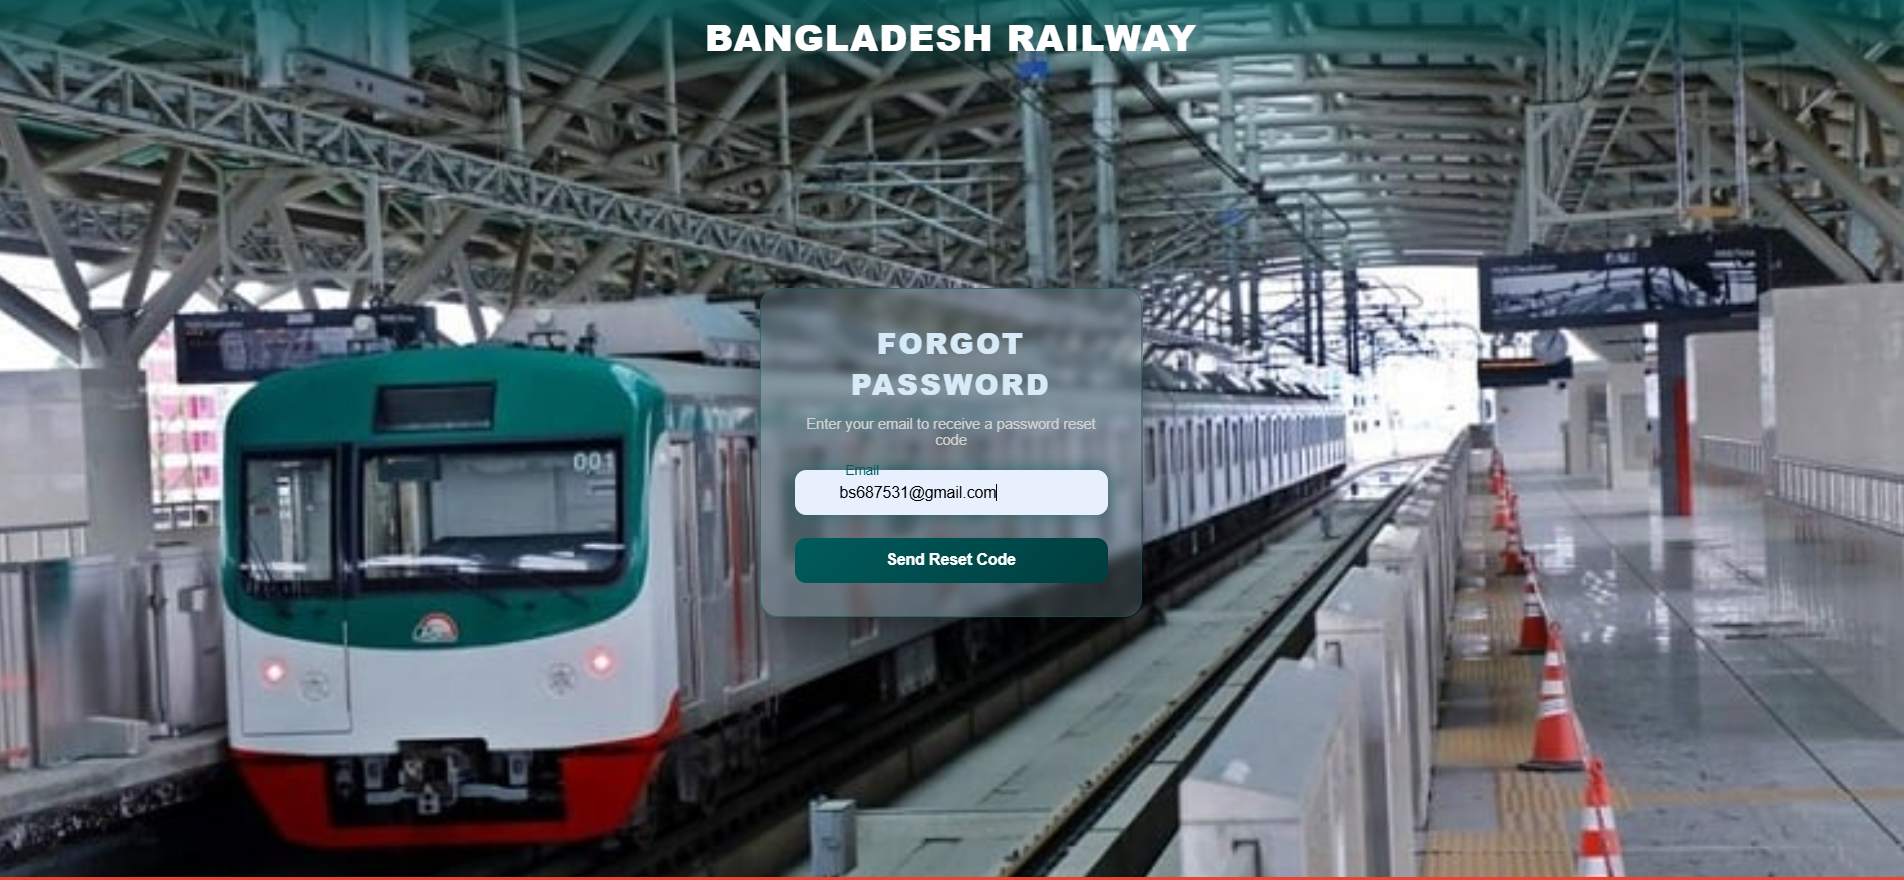 BANGLADESH RAILWAY
FORGOT
PASSWORD
Enter your email to receive a password reset
code
Email
bs687531@gmail.com
Send Reset Code
001